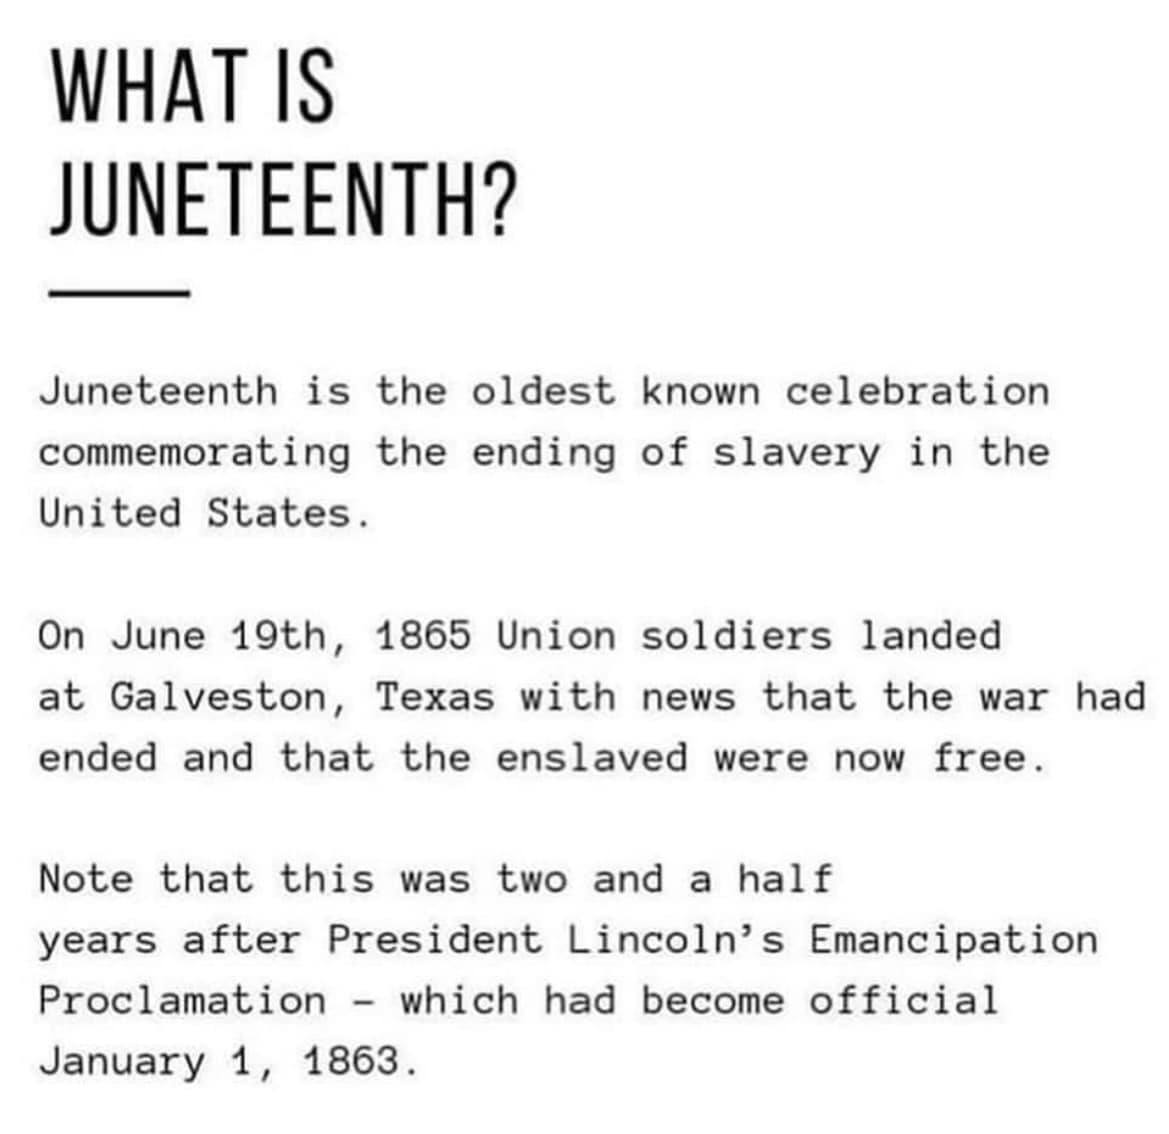 WHAT IS
JUNETEENTH?
Juneteenth is the oldest known celebration
commemorating the ending of slavery in the
United States.
On June 19th, 1865 Union soldiers landed
at Galveston, Texas with news that the war had
ended and that the enslaved were now free.
Note that this was two and a half
years after President Lincoln’s Emancipation
Proclamation – which had become official
January 1, 1863.